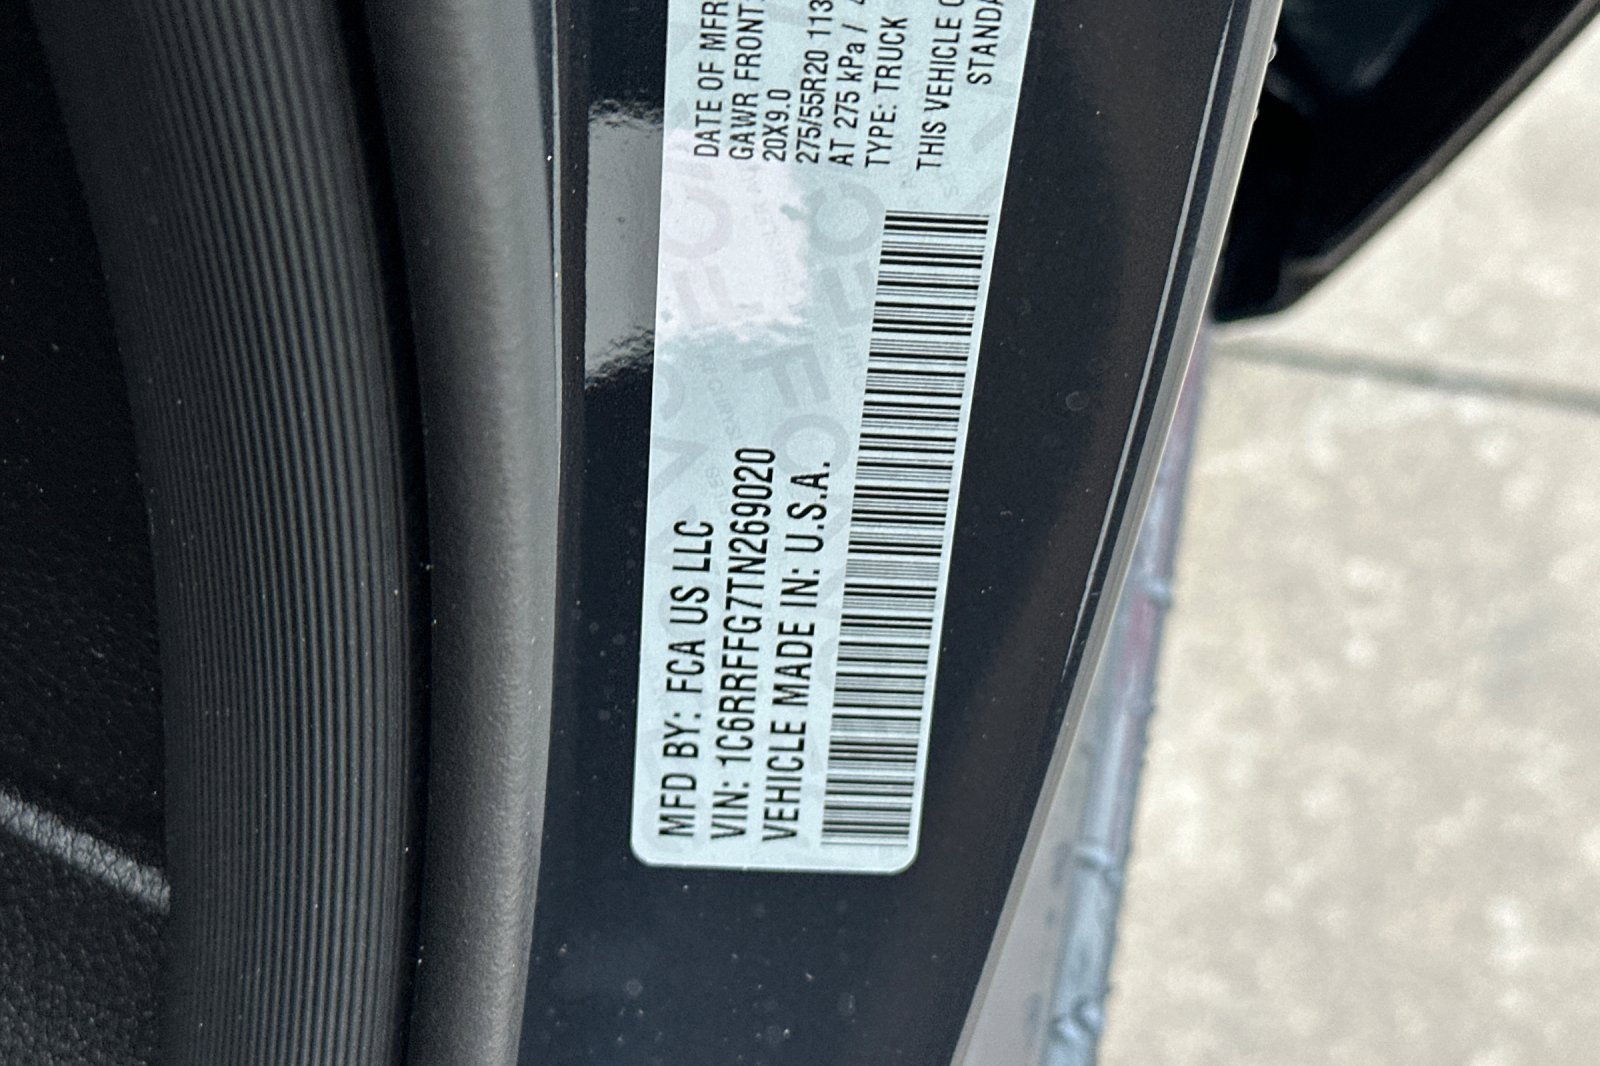 MFD BY: FCA US LLC
VIN: 1C6RRFFG7TN269020
VEHICLE MADE IN: U.S.A.
DATE OF MFR
GAWR FRONT:
20X9.0
275/55R20 113
AT 275 kPa /
TYPE: TRUCK
THIS VEHICLE
STANDA